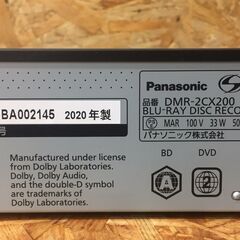 Panasonic
品番 DMR-2CX200
BLU-RAY DISC RECO
MAR 100 V 33 W 50
パナソニック株式会社
BA002145 2020年製
号
Manufactured under license
from Dolby Laboratories.
Dolby, Dolby Audio,
and the double-D symbol
are trademarks of
Dolby Laboratories.
BD DVD
A 2